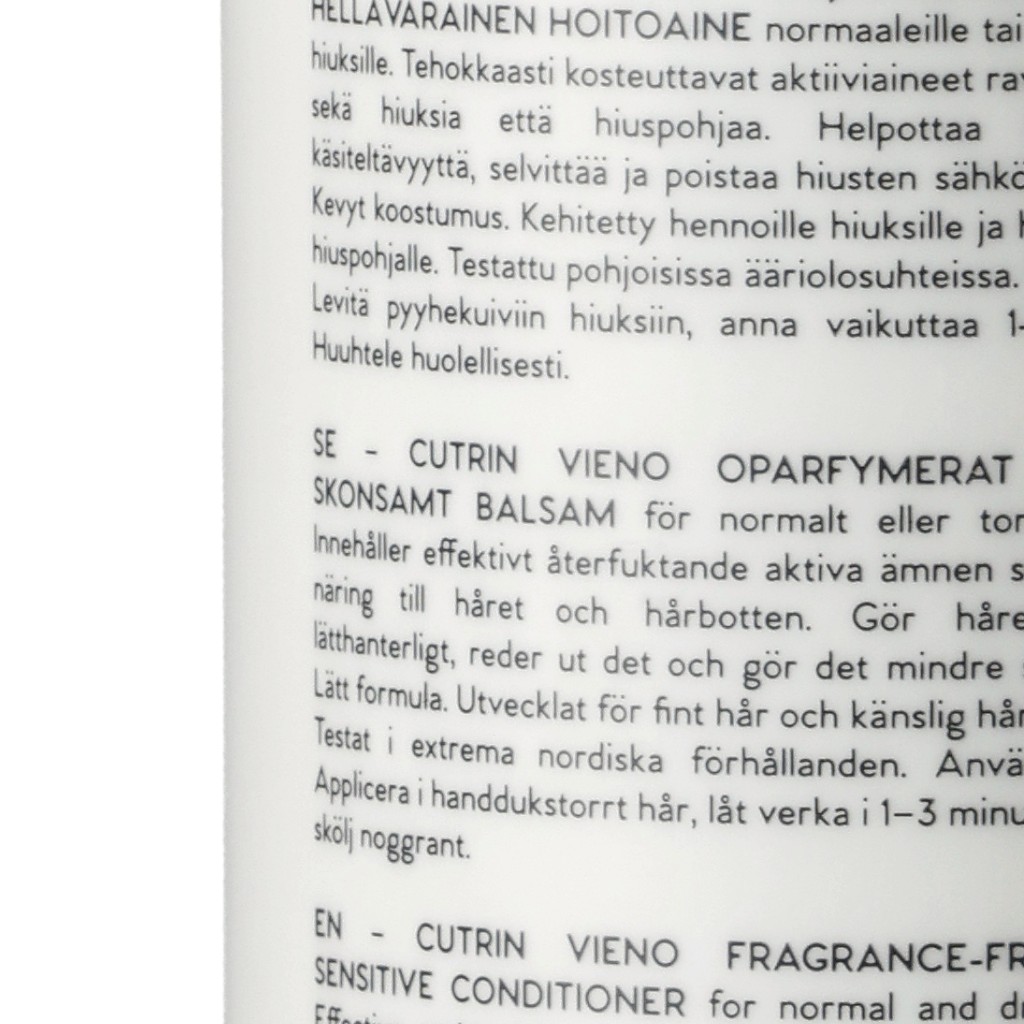 HELLÄVARAINEN HOITOAINE normaaleille tai
hiuksille. Tehokkaasti kosteuttavat aktiiviaineet
sekä hiuksia että hiuspohjaa. Helpottaa
käsiteltävyyttä, selvittää ja poistaa hiusten
Kevyt koostumus. Kehitetty hennoille hiuksille ja
hiuspohjalle. Testattu pohjoisissa ääriolosuhteissa.
Levitä pyyhekuiviin hiuksiin, anna vaikuttaa 1-
Huuhtele huolellisesti.
SE - CUTRIN VIENO OPARFYMERAT
SKONSAMT BALSAM för normalt eller
Innehåller effektivt återfuktande aktiva ämnen
näring till håret och hårbotten. Gör
lätthanterligt, reder ut det och gör det mindre
Lätt formula. Utvecklat för fint hår och känslig
Testat i extrema nordiska förhållanden.
Applicera i handdukstorrt hår, låt verka i 1–3
skölj noggrant.
EN - CUTRIN VIENO
SENSITIVE CONDITIONER for normal and